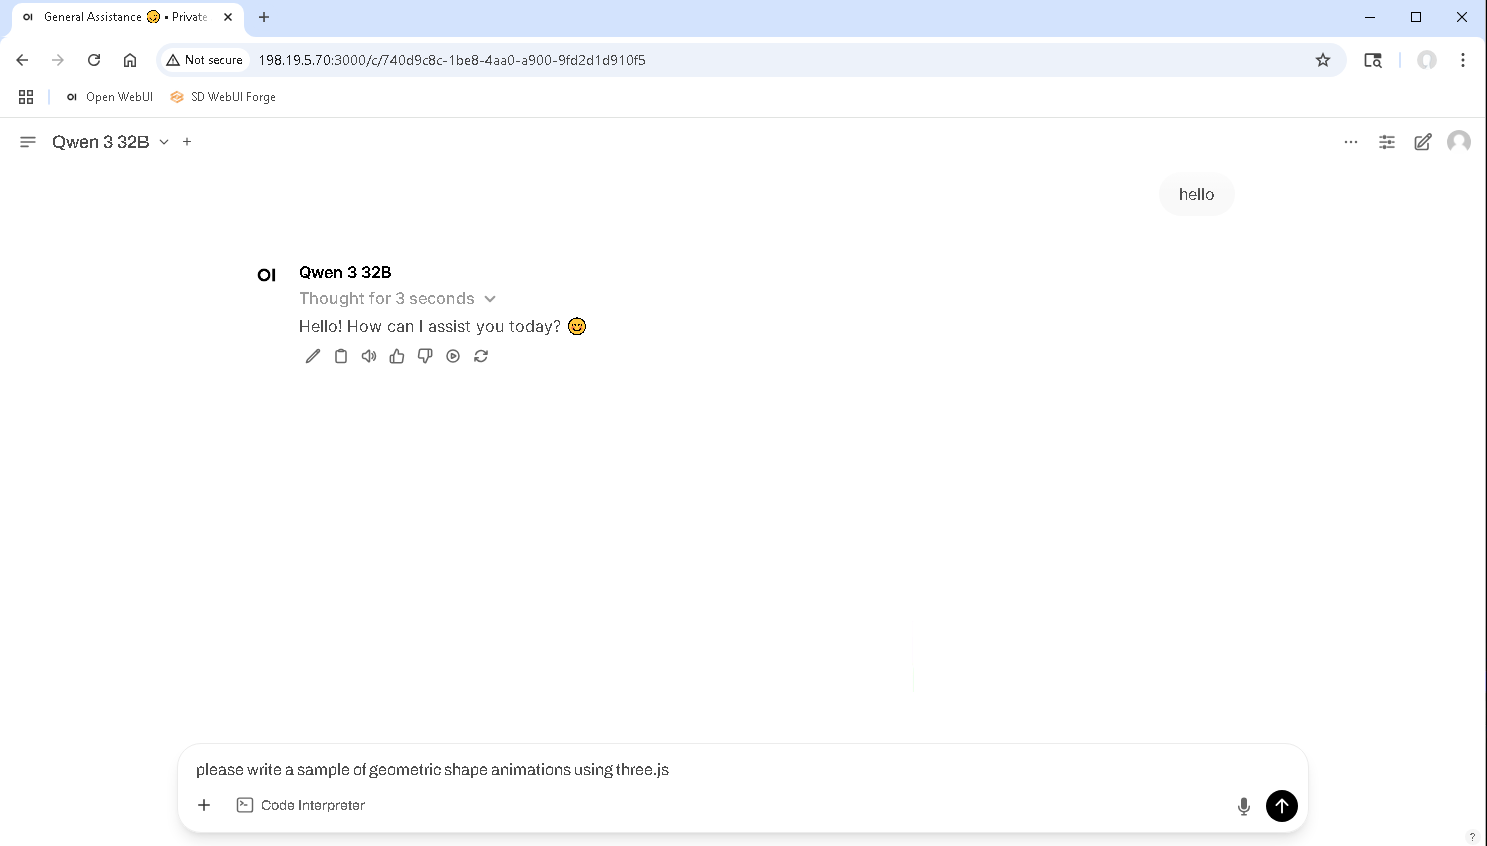 OI General Assistance 😊 • Private
Not secure 198.19.5.70:3000/c/740d9c8c-1be8-4aa0-a900-9fd2d1d910f5
OI Open WebUI SD WebUI Forge
Qwen 3 32B
hello
OI Qwen 3 32B
Thought for 3 seconds
Hello! How can I assist you today? 😊
please write a sample of geometric shape animations using three.js
Code Interpreter
?